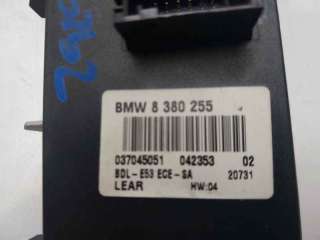 BMW 8 380 255
037045051 042353 02
BDL - E53 ECE - SA 20731
LEAR HW:04